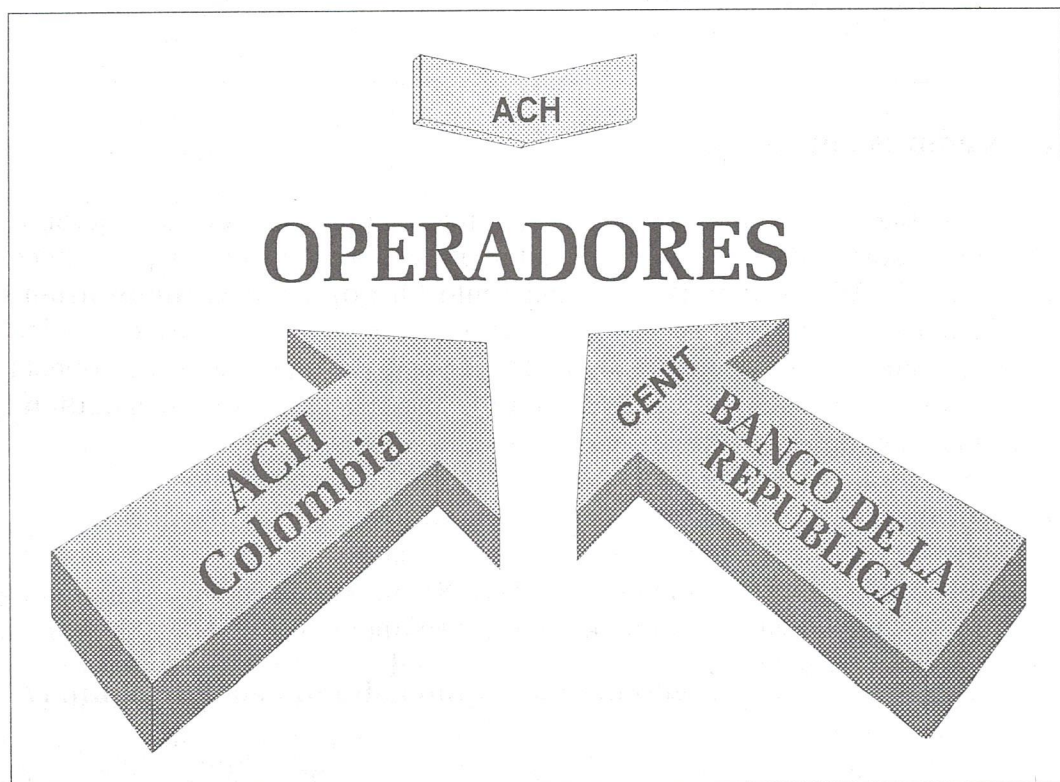 ACH
OPERADORES
ACH
Colombia
CENIT
BANCO DE LA
REPUBLICA